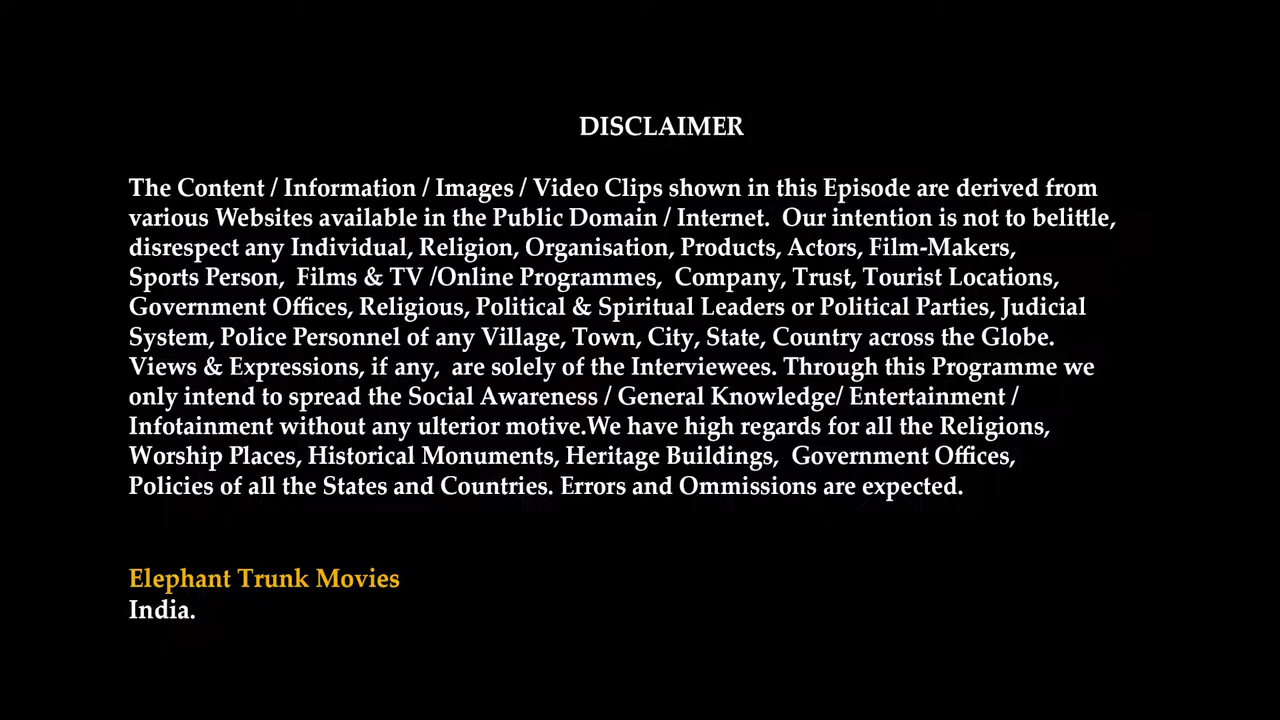 DISCLAIMER
The Content / Information / Images / Video Clips shown in this Episode are derived from
various Websites available in the Public Domain / Internet.  Our intention is not to belittle,
disrespect any Individual, Religion, Organisation, Products, Actors, Film-Makers,
Sports Person,  Films & TV /Online Programmes,  Company, Trust, Tourist Locations,
Government Offices, Religious, Political & Spiritual Leaders or Political Parties, Judicial
System, Police Personnel of any Village, Town, City, State, Country across the Globe.
Views & Expressions, if any,  are solely of the Interviewees. Through this Programme we
only intend to spread the Social Awareness / General Knowledge/ Entertainment /
Infotainment without any ulterior motive.We have high regards for all the Religions,
Worship Places, Historical Monuments, Heritage Buildings,  Government Offices,
Policies of all the States and Countries. Errors and Ommissions are expected.
Elephant Trunk Movies
India.